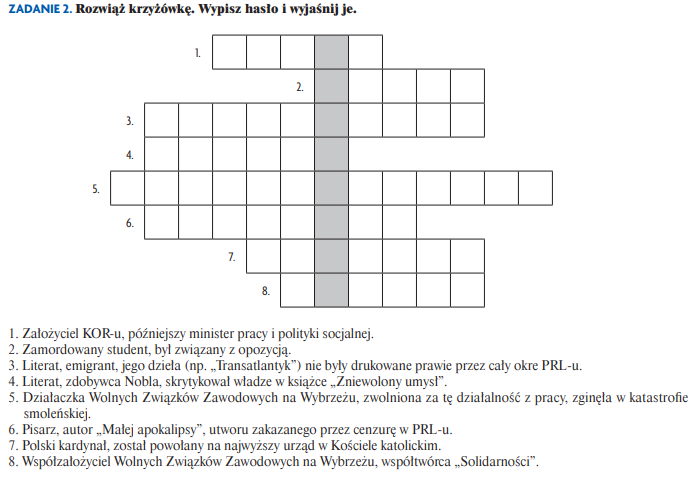 ZADANIE 2. Rozwiąż krzyżówkę. Wypisz hasło i wyjaśnij je.
1.
2.
3.
4.
5.
6.
7.
8.
1. Założyciel KOR-u, późniejszy minister pracy i polityki socjalnej.
2. Zamordowany student, był związany z opozycją.
3. Literat, emigrant, jego dzieła (np. „Transatlantyk”) nie były drukowane prawie przez cały okre PRL-u.
4. Literat, zdobywca Nobla, skrytykował władze w książce „Zniewolony umysł”.
5. Działaczka Wolnych Związków Zawodowych na Wybrzeżu, zwolniona za tę działalność z pracy, zginęła w katastrofie
smoleńskiej.
6. Pisarz, autor „Małej apokalipsy”, utworu zakazanego przez cenzurę w PRL-u.
7. Polski kardynał, został powołany na najwyższy urząd w Kościele katolickim.
8. Współzałożyciel Wolnych Związków Zawodowych na Wybrzeżu, współtwórca „Solidarności”.